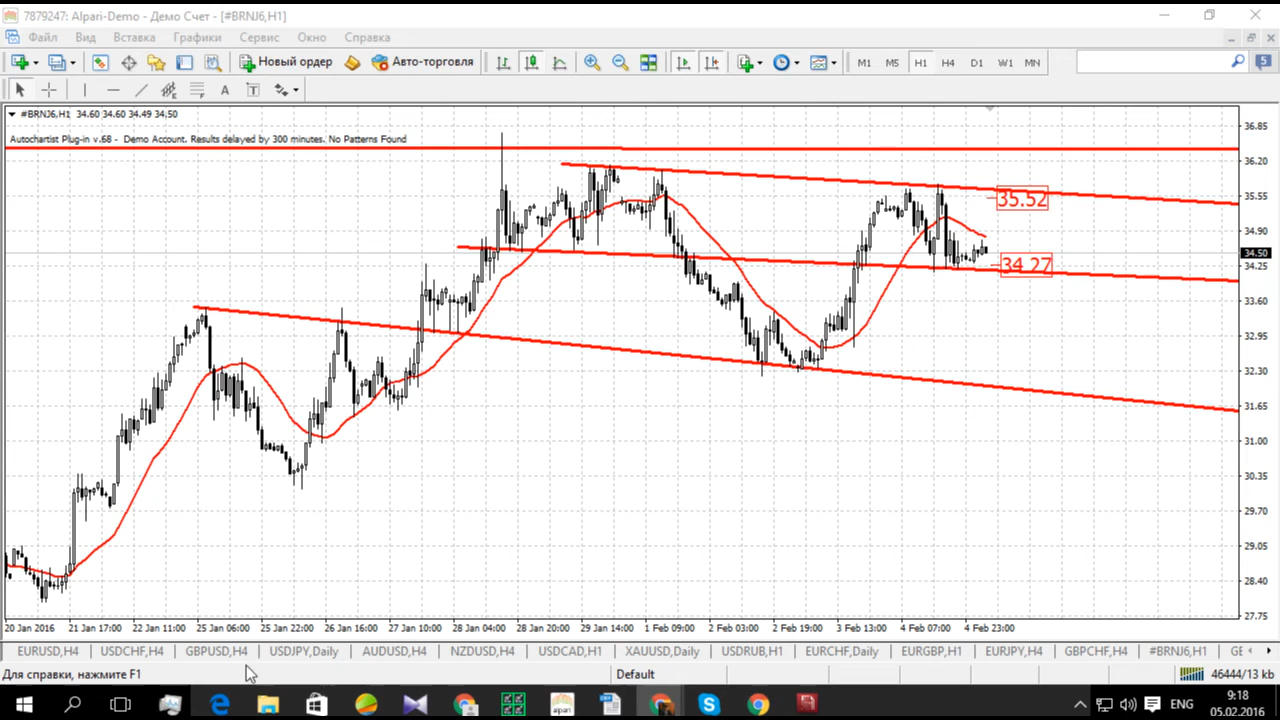 7879247: Alpari-Demo - Демо Счет - [#BRNJ6,H1]
Файл Вид Вставка Графики Сервис Окно Справка
Новый ордер Авто-торговля M1 M5 H1 H4 D1 W1 MN 5
A T
#BRNJ6,H1 34.60 34.60 34.49 34.50
Autochartist Plug-in v.68 - Demo Account. Results delayed by 300 minutes. No Patterns Found
36.85
36.20
35.55
35.52
34.90
34.50
34.27
34.25
33.60
32.95
32.30
31.65
31.00
30.35
29.70
29.05
28.40
27.75
20 Jan 2016 21 Jan 17:00 22 Jan 11:00 25 Jan 06:00 25 Jan 22:00 26 Jan 16:00 27 Jan 10:00 28 Jan 04:00 28 Jan 20:00 29 Jan 14:00 1 Feb 09:00 2 Feb 03:00 2 Feb 19:00 3 Feb 13:00 4 Feb 07:00 4 Feb 23:00
EURUSD,H4 USDCHF,H4 GBPUSD,H4 USDJPY,Daily AUDUSD,H4 NZDUSD,H4 USDCAD,H1 XAUUSD,Daily USDRUB,H1 EURCHF,Daily EURGBP,H1 EURJPY,H4 GBPCHF,H4 #BRNJ6,H1
Для справки, нажмите F1 Default 46444/13 kb
alpari ENG 9:18
05.02.2016